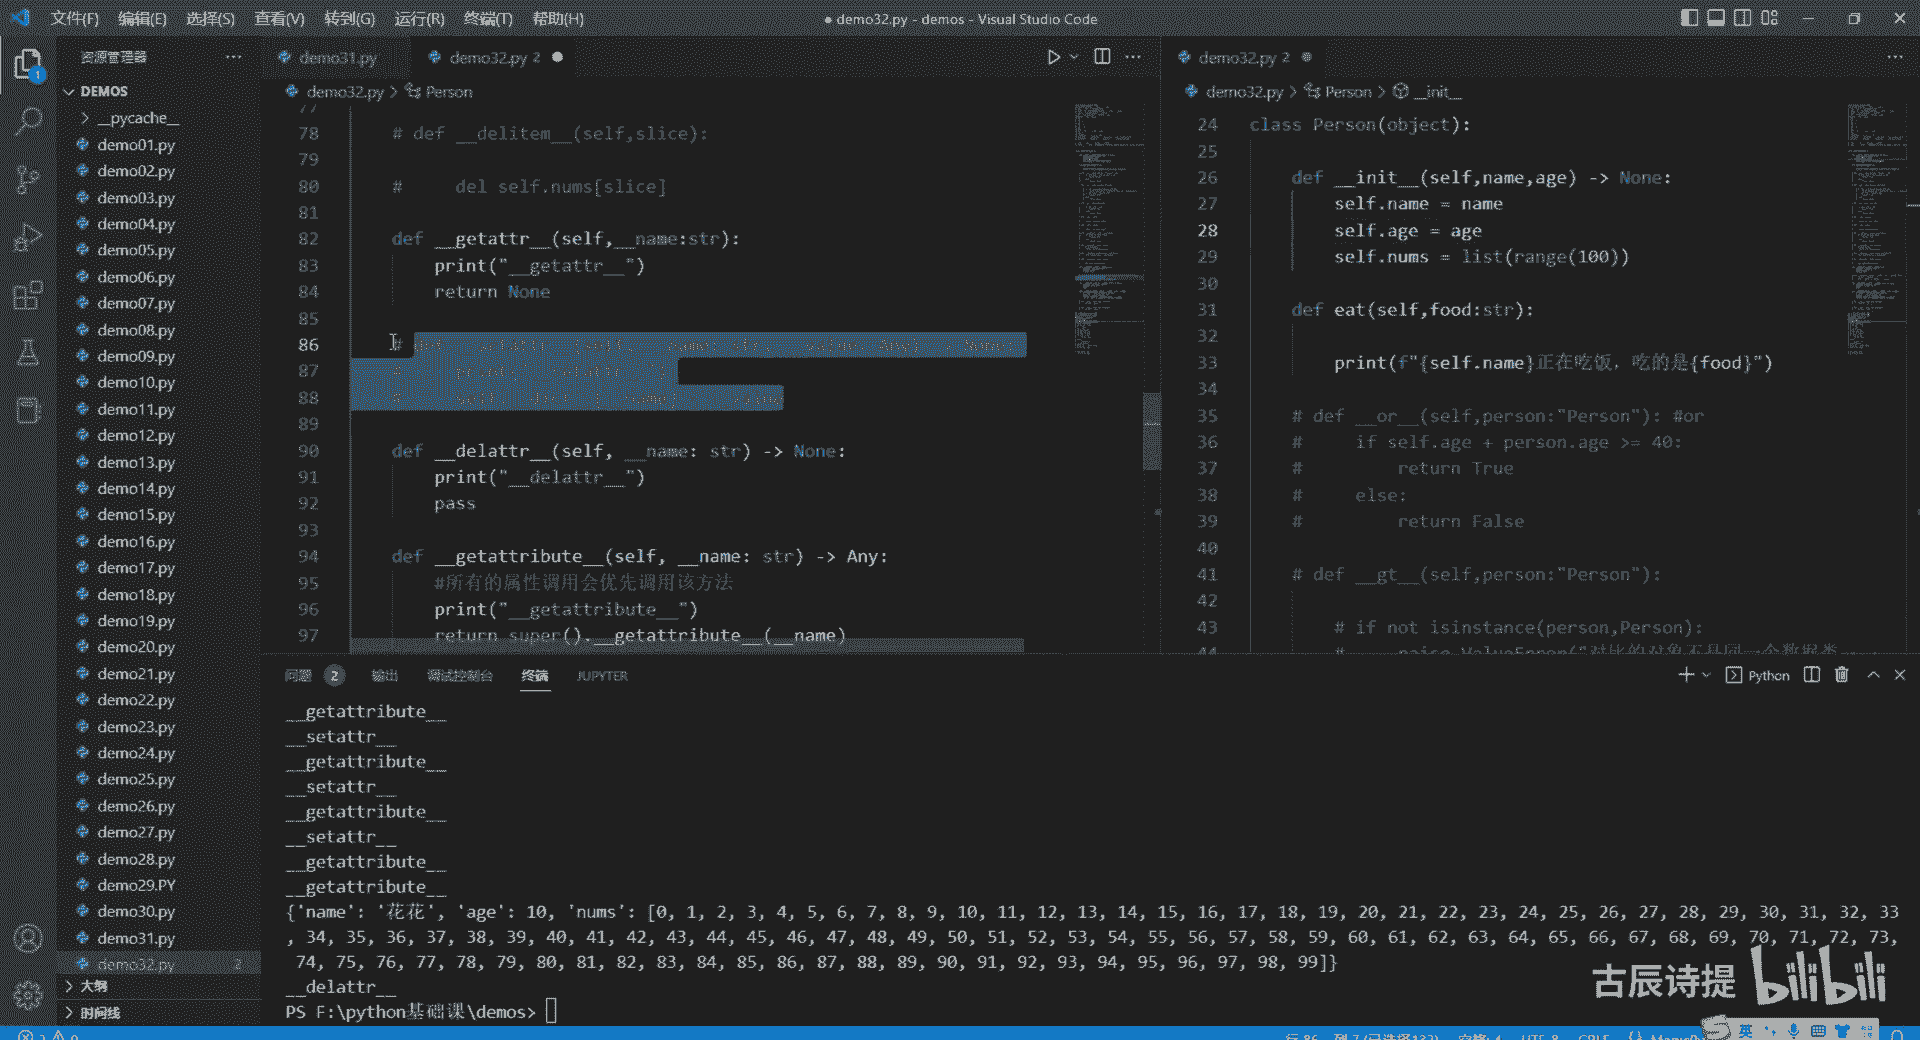 文件(F) 编辑(E) 选择(S) 查看(V) 转到(G) 运行(R) 终端(T) 帮助(H)
● demo32.py - demos - Visual Studio Code
资源管理器
DEMOS
__pycache__
demo01.py
demo02.py
demo03.py
demo04.py
demo05.py
demo06.py
demo07.py
demo08.py
demo09.py
demo10.py
demo11.py
demo12.py
demo13.py
demo14.py
demo15.py
demo16.py
demo17.py
demo18.py
demo19.py
demo20.py
demo21.py
demo22.py
demo23.py
demo24.py
demo25.py
demo26.py
demo27.py
demo28.py
demo29.PY
demo30.py
demo31.py
demo32.py 2
大纲
时间线
1
demo31.py demo32.py 2 ●
demo32.py > Person
77
78 # def __delitem__(self,slice):
79
80 # del self.nums[slice]
81
82 def __getattr__(self,__name:str):
83 print("__getattr__")
84 return None
85
86 #
87
88
89
90 def __delattr__(self, __name: str) -> None:
91 print("__delattr__")
92 pass
93
94 def __getattribute__(self, __name: str) -> Any:
95 #所有的属性调用会优先调用该方法
96 print("__getattribute__")
97 return super().__getattribute__(__name)
demo32.py 2 ●
demo32.py > Person > __init__
24 class Person(object):
25
26 def __init__(self,name,age) -> None:
27 self.name = name
28 self.age = age
29 self.nums = list(range(100))
30
31 def eat(self,food:str):
32
33 print(f"{self.name}正在吃饭，吃的是{food}")
34
35 # def __or__(self,person:"Person"): #or
36 # if self.age + person.age >= 40:
37 # return True
38 # else:
39 # return False
40
41 # def __gt__(self,person:"Person"):
42
43 # if not isinstance(person,Person):
44 # raise ValueError("对比的对象不是同一个数据类
问题 2 输出 调试控制台 终端 JUPYTER
Python
__getattribute__
__setattr__
__getattribute__
__setattr__
__getattribute__
__setattr__
__getattribute__
__getattribute__
{'name': '花花', 'age': 10, 'nums': [0, 1, 2, 3, 4, 5, 6, 7, 8, 9, 10, 11, 12, 13, 14, 15, 16, 17, 18, 19, 20, 21, 22, 23, 24, 25, 26, 27, 28, 29, 30, 31, 32, 33
, 34, 35, 36, 37, 38, 39, 40, 41, 42, 43, 44, 45, 46, 47, 48, 49, 50, 51, 52, 53, 54, 55, 56, 57, 58, 59, 60, 61, 62, 63, 64, 65, 66, 67, 68, 69, 70, 71, 72, 73,
74, 75, 76, 77, 78, 79, 80, 81, 82, 83, 84, 85, 86, 87, 88, 89, 90, 91, 92, 93, 94, 95, 96, 97, 98, 99]}
__delattr__
PS F:\python基础课\demos>
古辰诗提 bilibili
英